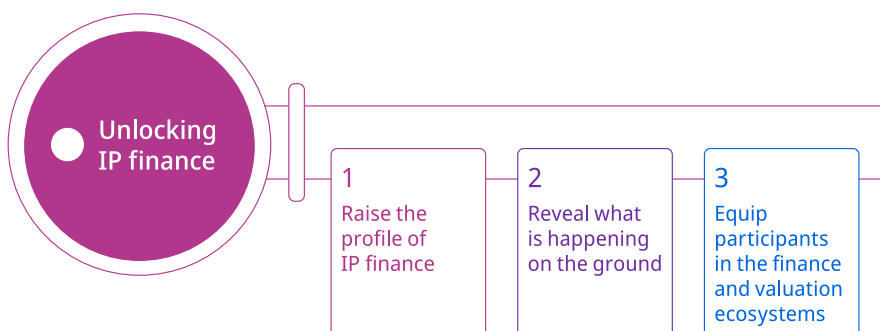 Unlocking
IP finance
1
Raise the
profile of
IP finance
2
Reveal what
is happening
on the ground
3
Equip
participants
in the finance
and valuation
ecosystems